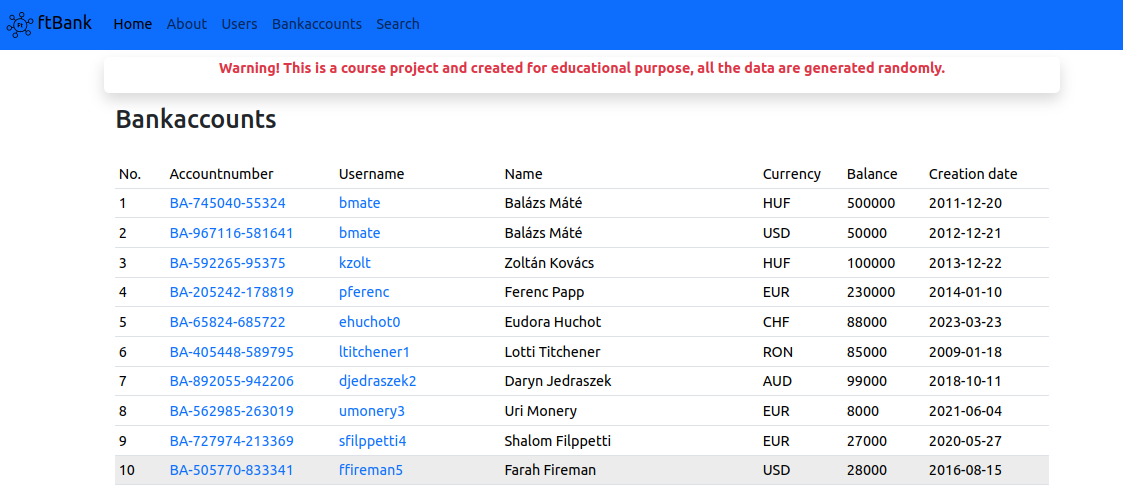 ftBank Home About Users Bankaccounts Search
Warning! This is a course project and created for educational purpose, all the data are generated randomly.
Bankaccounts
No. Accountnumber Username Name Currency Balance Creation date
1 BA-745040-55324 bmate Balázs Máté HUF 500000 2011-12-20
2 BA-967116-581641 bmate Balázs Máté USD 50000 2012-12-21
3 BA-592265-95375 kzolt Zoltán Kovács HUF 100000 2013-12-22
4 BA-205242-178819 pferenc Ferenc Papp EUR 230000 2014-01-10
5 BA-65824-685722 ehuchot0 Eudora Huchot CHF 88000 2023-03-23
6 BA-405448-589795 ltitchener1 Lotti Titchener RON 85000 2009-01-18
7 BA-892055-942206 djedraszek2 Daryn Jedraszek AUD 99000 2018-10-11
8 BA-562985-263019 umonery3 Uri Monery EUR 8000 2021-06-04
9 BA-727974-213369 sfilppetti4 Shalom Filppetti EUR 27000 2020-05-27
10 BA-505770-833341 ffireman5 Farah Fireman USD 28000 2016-08-15